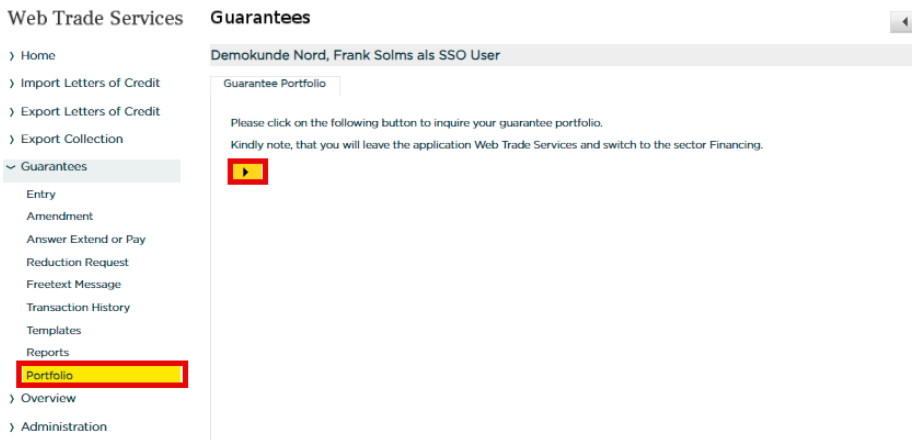 Web Trade Services
Guarantees
Home
Import Letters of Credit
Export Letters of Credit
Export Collection
Guarantees
Entry
Amendment
Answer Extend or Pay
Reduction Request
Freetext Message
Transaction History
Templates
Reports
Portfolio
Overview
Administration
Demokunde Nord, Frank Solms als SSO User
Guarantee Portfolio
Please click on the following button to inquire your guarantee portfolio.
Kindly note, that you will leave the application Web Trade Services and switch to the sector Financing.